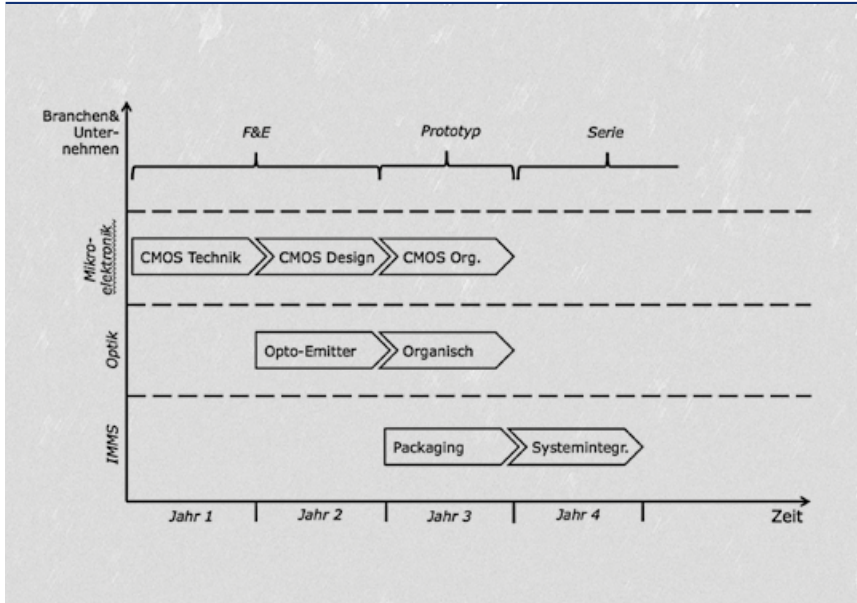 Branchen&
Unter-
nehmen
F&E
Prototyp
Serie
Mikro-
elektronik.
CMOS Technik
CMOS Design
CMOS Org.
Optik
Opto-Emitter
Organisch
IMMS
Packaging
Systemintegr.
Jahr 1
Jahr 2
Jahr 3
Jahr 4
Zeit